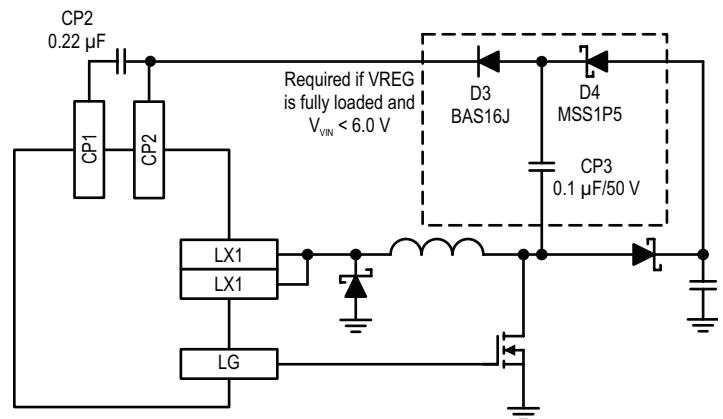 CP2
0.22 µF
Required if VREG
is fully loaded and
VVIN < 6.0 V
D3
BAS16J
D4
MSS1P5
CP3
0.1 µF/50 V
CP1
CP2
LX1
LX1
LG